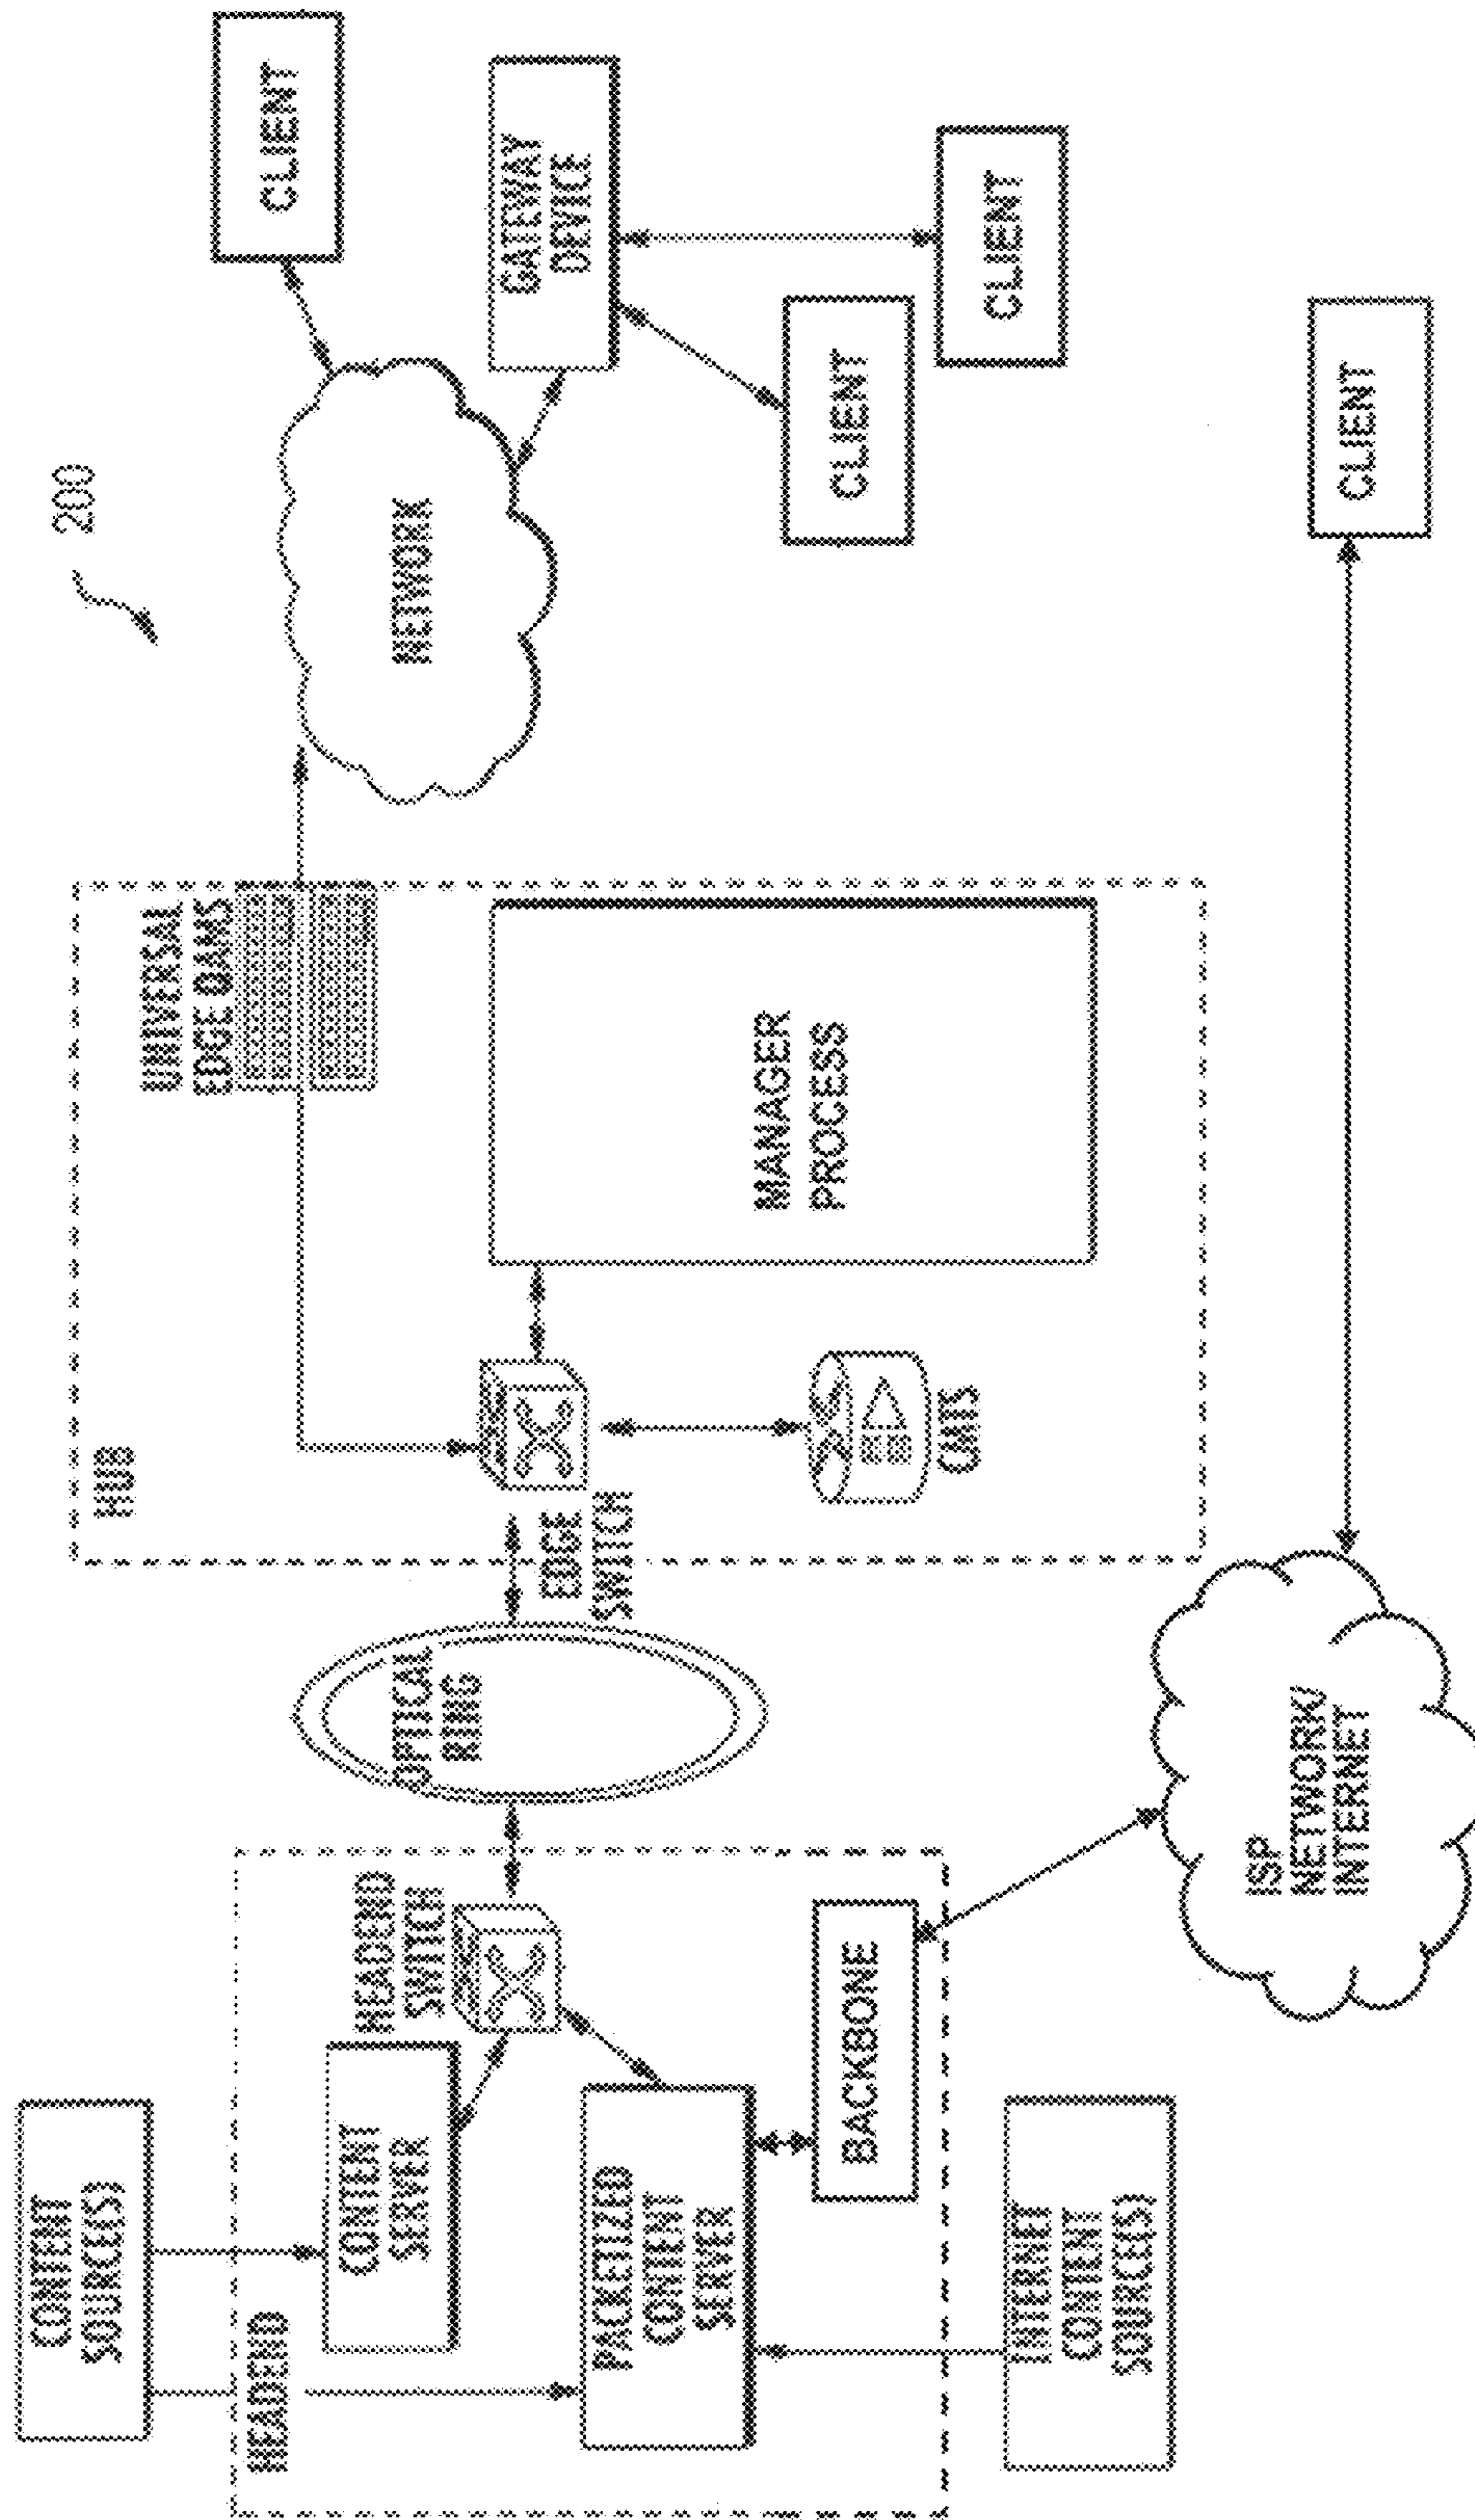 200
CONTENT
SOURCE(S)
HEADEND
CONTENT
SERVER
HEADEND
SWITCH
PACKETIZED
CONTENT
SERVER
BACKBONE
INTERNET
CONTENT
SOURCE(S)
OPTICAL
RING
HUB
EDGE
SWITCH
UNIVERSAL
EDGE QAMS
MANAGER
PROCESS
CMTS
NETWORK
CLIENT
GATEWAY
DEVICE
CLIENT
CLIENT
ISP
NETWORK/
INTERNET
CLIENT